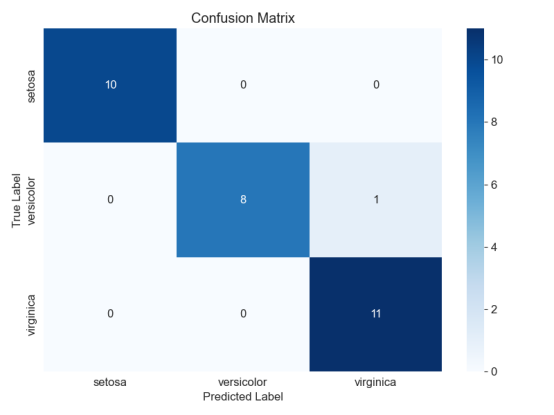 Confusion Matrix
setosa
10 0 0
10
8
versicolor
0 8 1
6
True Label
4
virginica
0 0 11
2
0
setosa versicolor virginica
Predicted Label